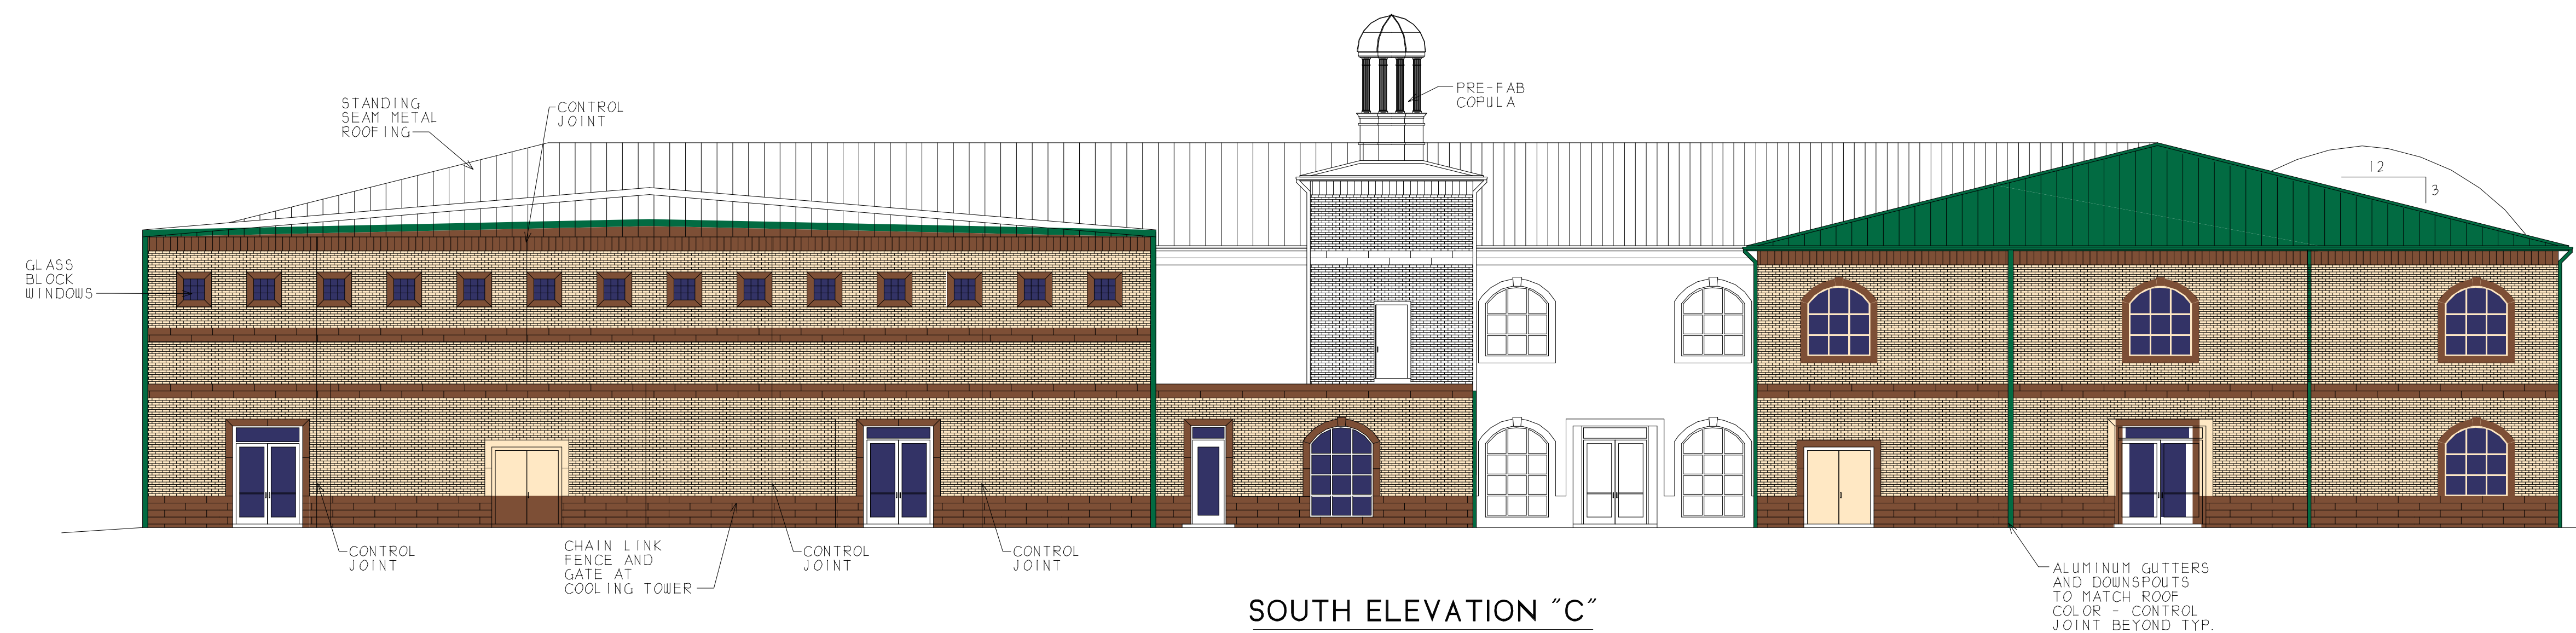 PRE-FAB
COPULA
STANDING
SEAM METAL
ROOFING
CONTROL
JOINT
12
3
GLASS
BLOCK
WINDOWS
CONTROL
JOINT
CHAIN LINK
FENCE AND
GATE AT
COOLING TOWER
CONTROL
JOINT
CONTROL
JOINT
ALUMINUM GUTTERS
AND DOWNSPOUTS
TO MATCH ROOF
COLOR - CONTROL
JOINT BEYOND TYP.
SOUTH ELEVATION "C"